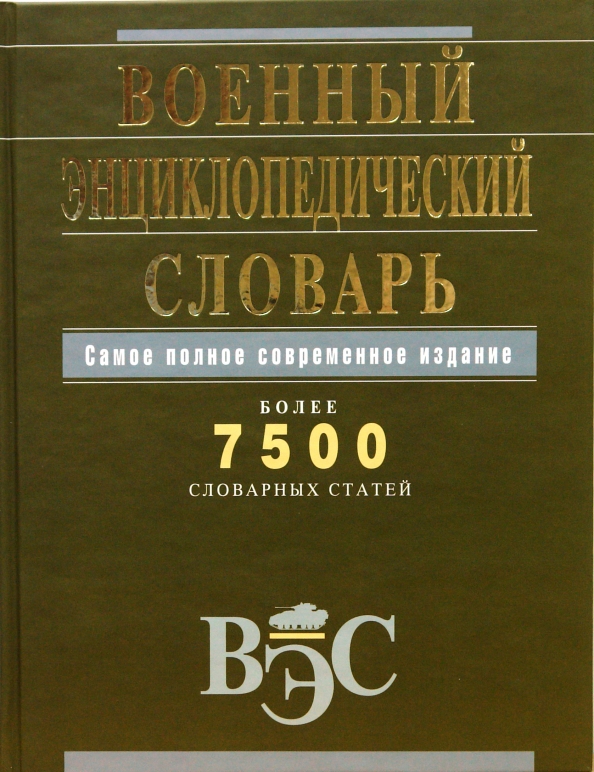 ВОЕННЫЙ
ЭНЦИКЛОПЕДИЧЕСКИЙ
СЛОВАРЬ
Самое полное современное издание
БОЛЕЕ
7500
СЛОВАРНЫХ СТАТЕЙ
ВЭС